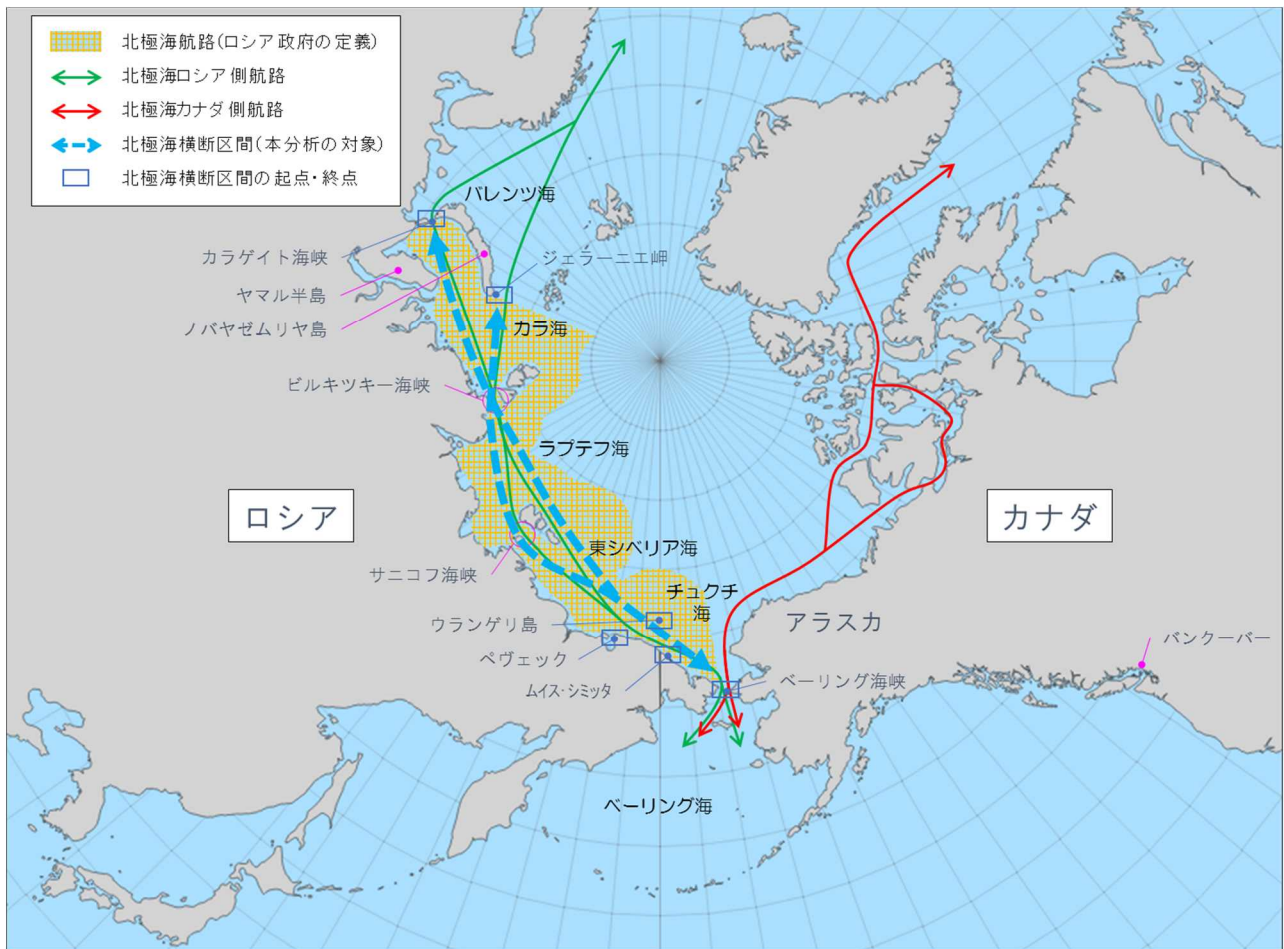 北極海航路(ロシア政府の定義)
北極海ロシア側航路
北極海カナダ側航路
北極海横断区間(本分析の対象)
北極海横断区間の起点・終点
バレンツ海
カラゲイト海峡
ジェラーニエ岬
ヤマル半島
ノバヤゼムリヤ島
カラ海
ビルキツキー海峡
ラプテフ海
ロシア
カナダ
東シベリア海
サニコフ海峡
チュクチ
海
ウランゲリ島
アラスカ
バンクーバー
ペヴェック
ムイス・シミッタ
ベーリング海峡
ベーリング海